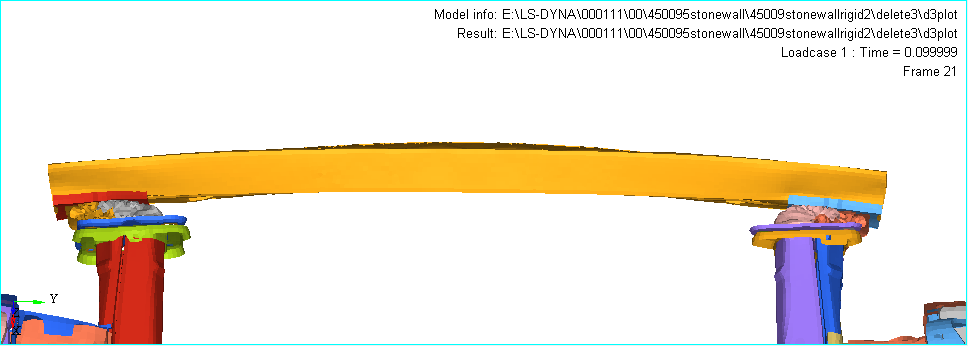 Model info: E:\LS-DYNA\000111\00\450095stonewall\45009stonewallrigid2\delete3\d3plot
Result: E:\LS-DYNA\000111\00\450095stonewall\45009stonewallrigid2\delete3\d3plot
Loadcase 1 : Time = 0.099999
Frame 21
Y
X